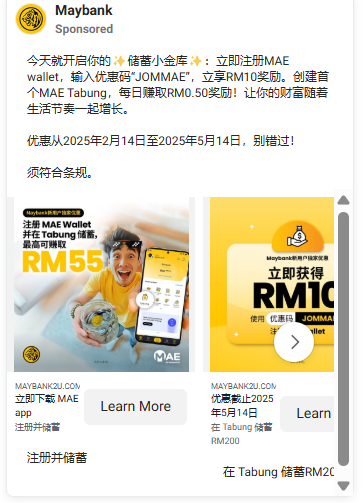 Maybank
Sponsored
今天就开启你的✨储蓄小金库✨：立即注册MAE
wallet，输入优惠码“JOMMAE”，立享RM10奖励。创建首
个MAE Tabung，每日赚取RM0.50奖励！让你的财富随着
生活节奏一起增长。
优惠从2025年2月14日至2025年5月14日，别错过！
须符合条规。
Maybank新用户独家优惠
注册 MAE Wallet
并在 Tabung 储蓄，
最高可赚取
RM55
MAE
Maybank新用户独家优惠
立即获得
RM10
使用 优惠码 JOMMA
注册
llet
MAYBANK2U.COM
立即下载 MAE
app
注册并储蓄
Learn More
MAYBANK2U.COM
优惠截止2025
年5月14日
在 Tabung 储蓄
RM200
Learn
注册并储蓄
在 Tabung 储蓄RM20